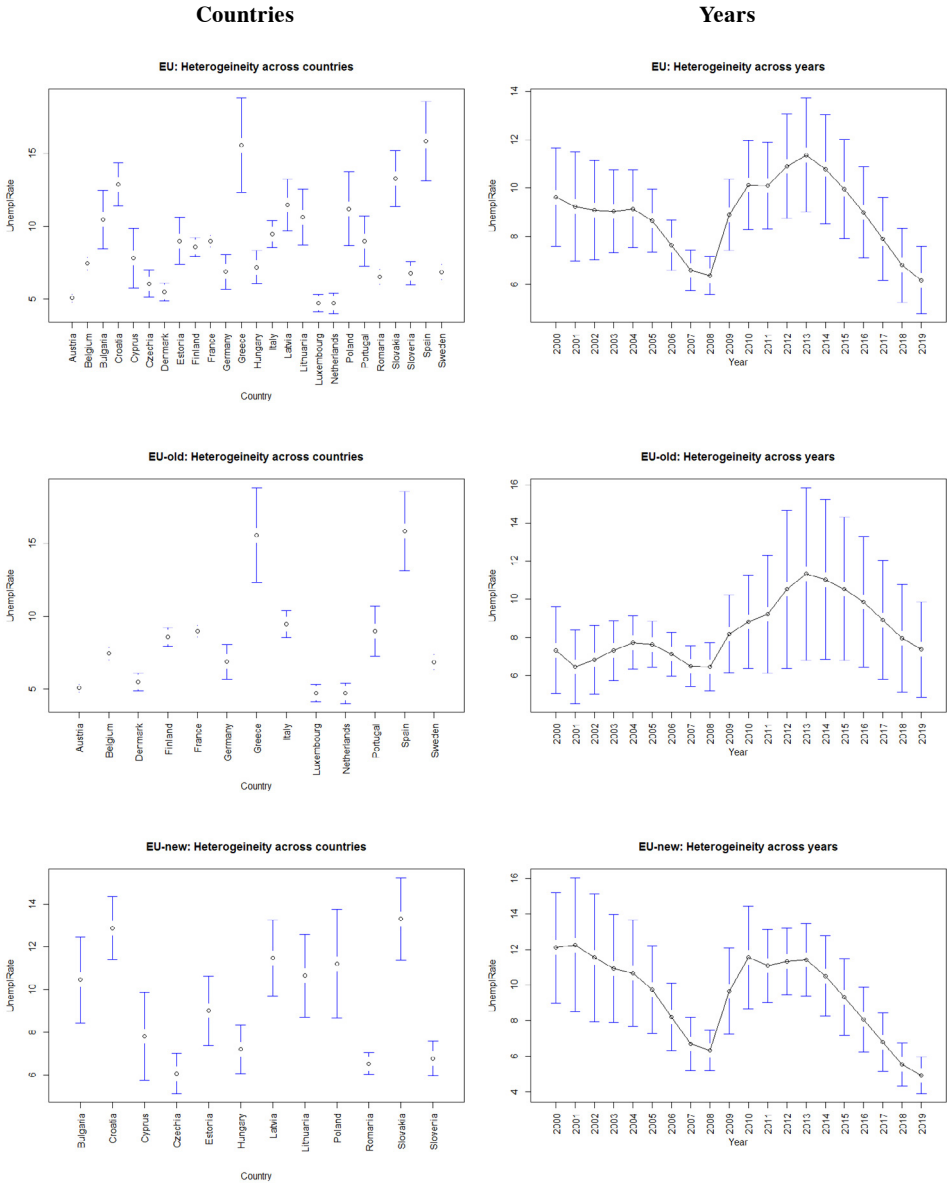 Countries
Years
EU: Heterogeineity across countries
UnemplRate
15
10
5
Austria
Belgium
Bulgaria
Croatia
Cyprus
Czechia
Denmark
Estonia
Finland
France
Germany
Greece
Hungary
Italy
Latvia
Lithuania
Luxembourg
Netherlands
Poland
Portugal
Romania
Slovakia
Slovenia
Spain
Sweden
Country
EU: Heterogeineity across years
UnemplRate
14
12
10
8
6
2000
2001
2002
2003
2004
2005
2006
2007
2008
2009
2010
2011
2012
2013
2014
2015
2016
2017
2018
2019
Year
EU-old: Heterogeineity across countries
UnemplRate
15
10
5
Austria
Belgium
Denmark
Finland
France
Germany
Greece
Italy
Luxembourg
Netherlands
Portugal
Spain
Sweden
Country
EU-old: Heterogeineity across years
UnemplRate
16
14
12
10
8
6
2000
2001
2002
2003
2004
2005
2006
2007
2008
2009
2010
2011
2012
2013
2014
2015
2016
2017
2018
2019
Year
EU-new: Heterogeineity across countries
UnemplRate
14
12
10
8
6
Bulgaria
Croatia
Cyprus
Czechia
Estonia
Hungary
Latvia
Lithuania
Poland
Romania
Slovakia
Slovenia
Country
EU-new: Heterogeineity across years
UnemplRate
16
14
12
10
8
6
4
2000
2001
2002
2003
2004
2005
2006
2007
2008
2009
2010
2011
2012
2013
2014
2015
2016
2017
2018
2019
Year